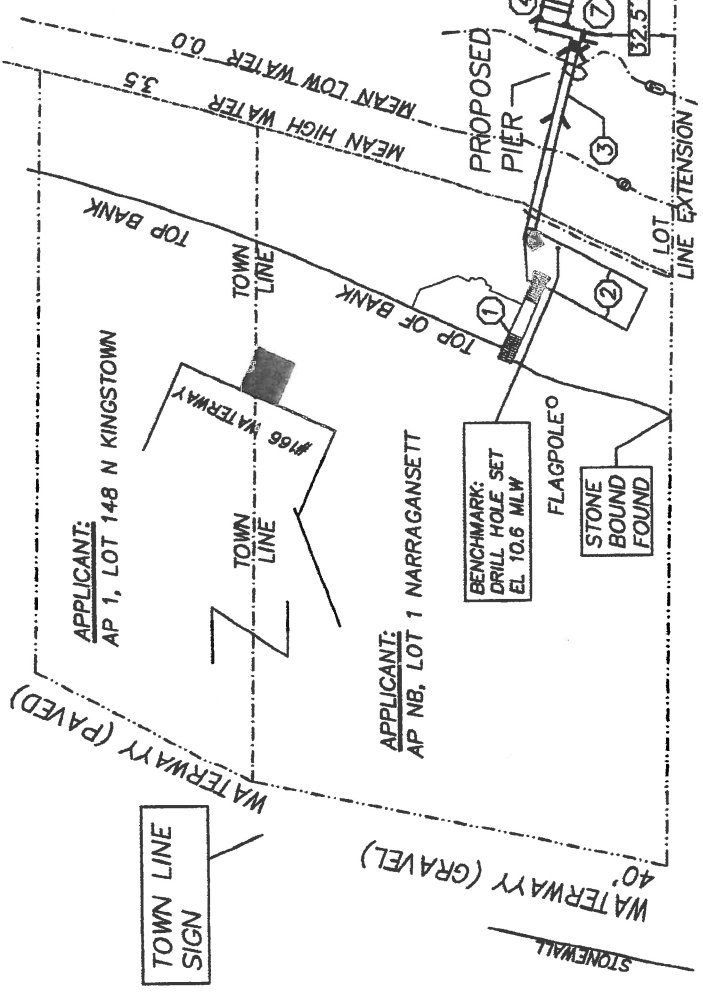 4
7
32.5'
MEAN LOW WATER 0.0
MEAN HIGH WATER 3.5
PROPOSED
PIER
3
LOT
LINE EXTENSION
TOP BANK
TOWN
LINE
TOP OF BANK
1
2
#166 WATERWAY
APPLICANT:
AP 1, LOT 148 N KINGSTOWN
TOWN
LINE
BENCHMARK:
DRILL HOLE SET
EL 10.6 MLW
FLAGPOLE
STONE
BOUND
FOUND
APPLICANT:
AP NB, LOT 1 NARRAGANSETT
WATERWAYY (PAVED)
TOWN LINE
SIGN
WATERWAYY (GRAVEL)
40'
STONEWALL